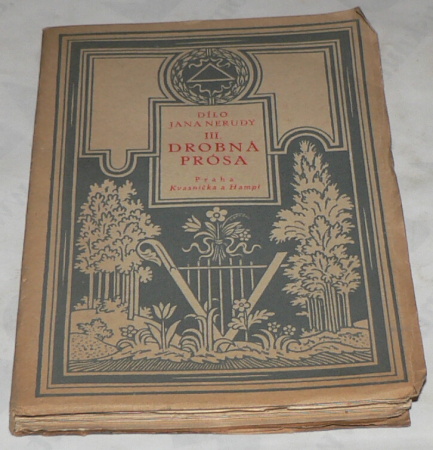 DÍLO
JANA NERUDY
III.
DROBNÁ
PRÓSA
Praha
Kvasnička a Hampl